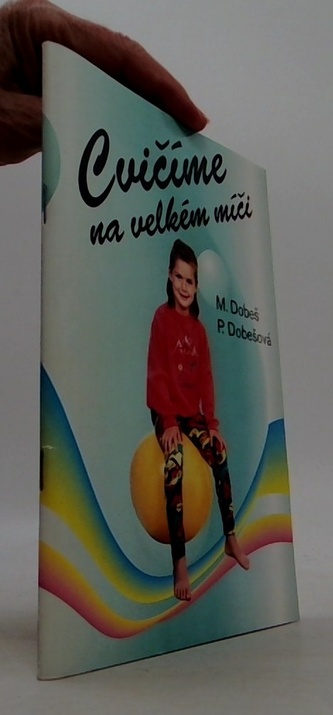 Cvičíme
na velkém míči
M. Dobeš
P. Dobešová